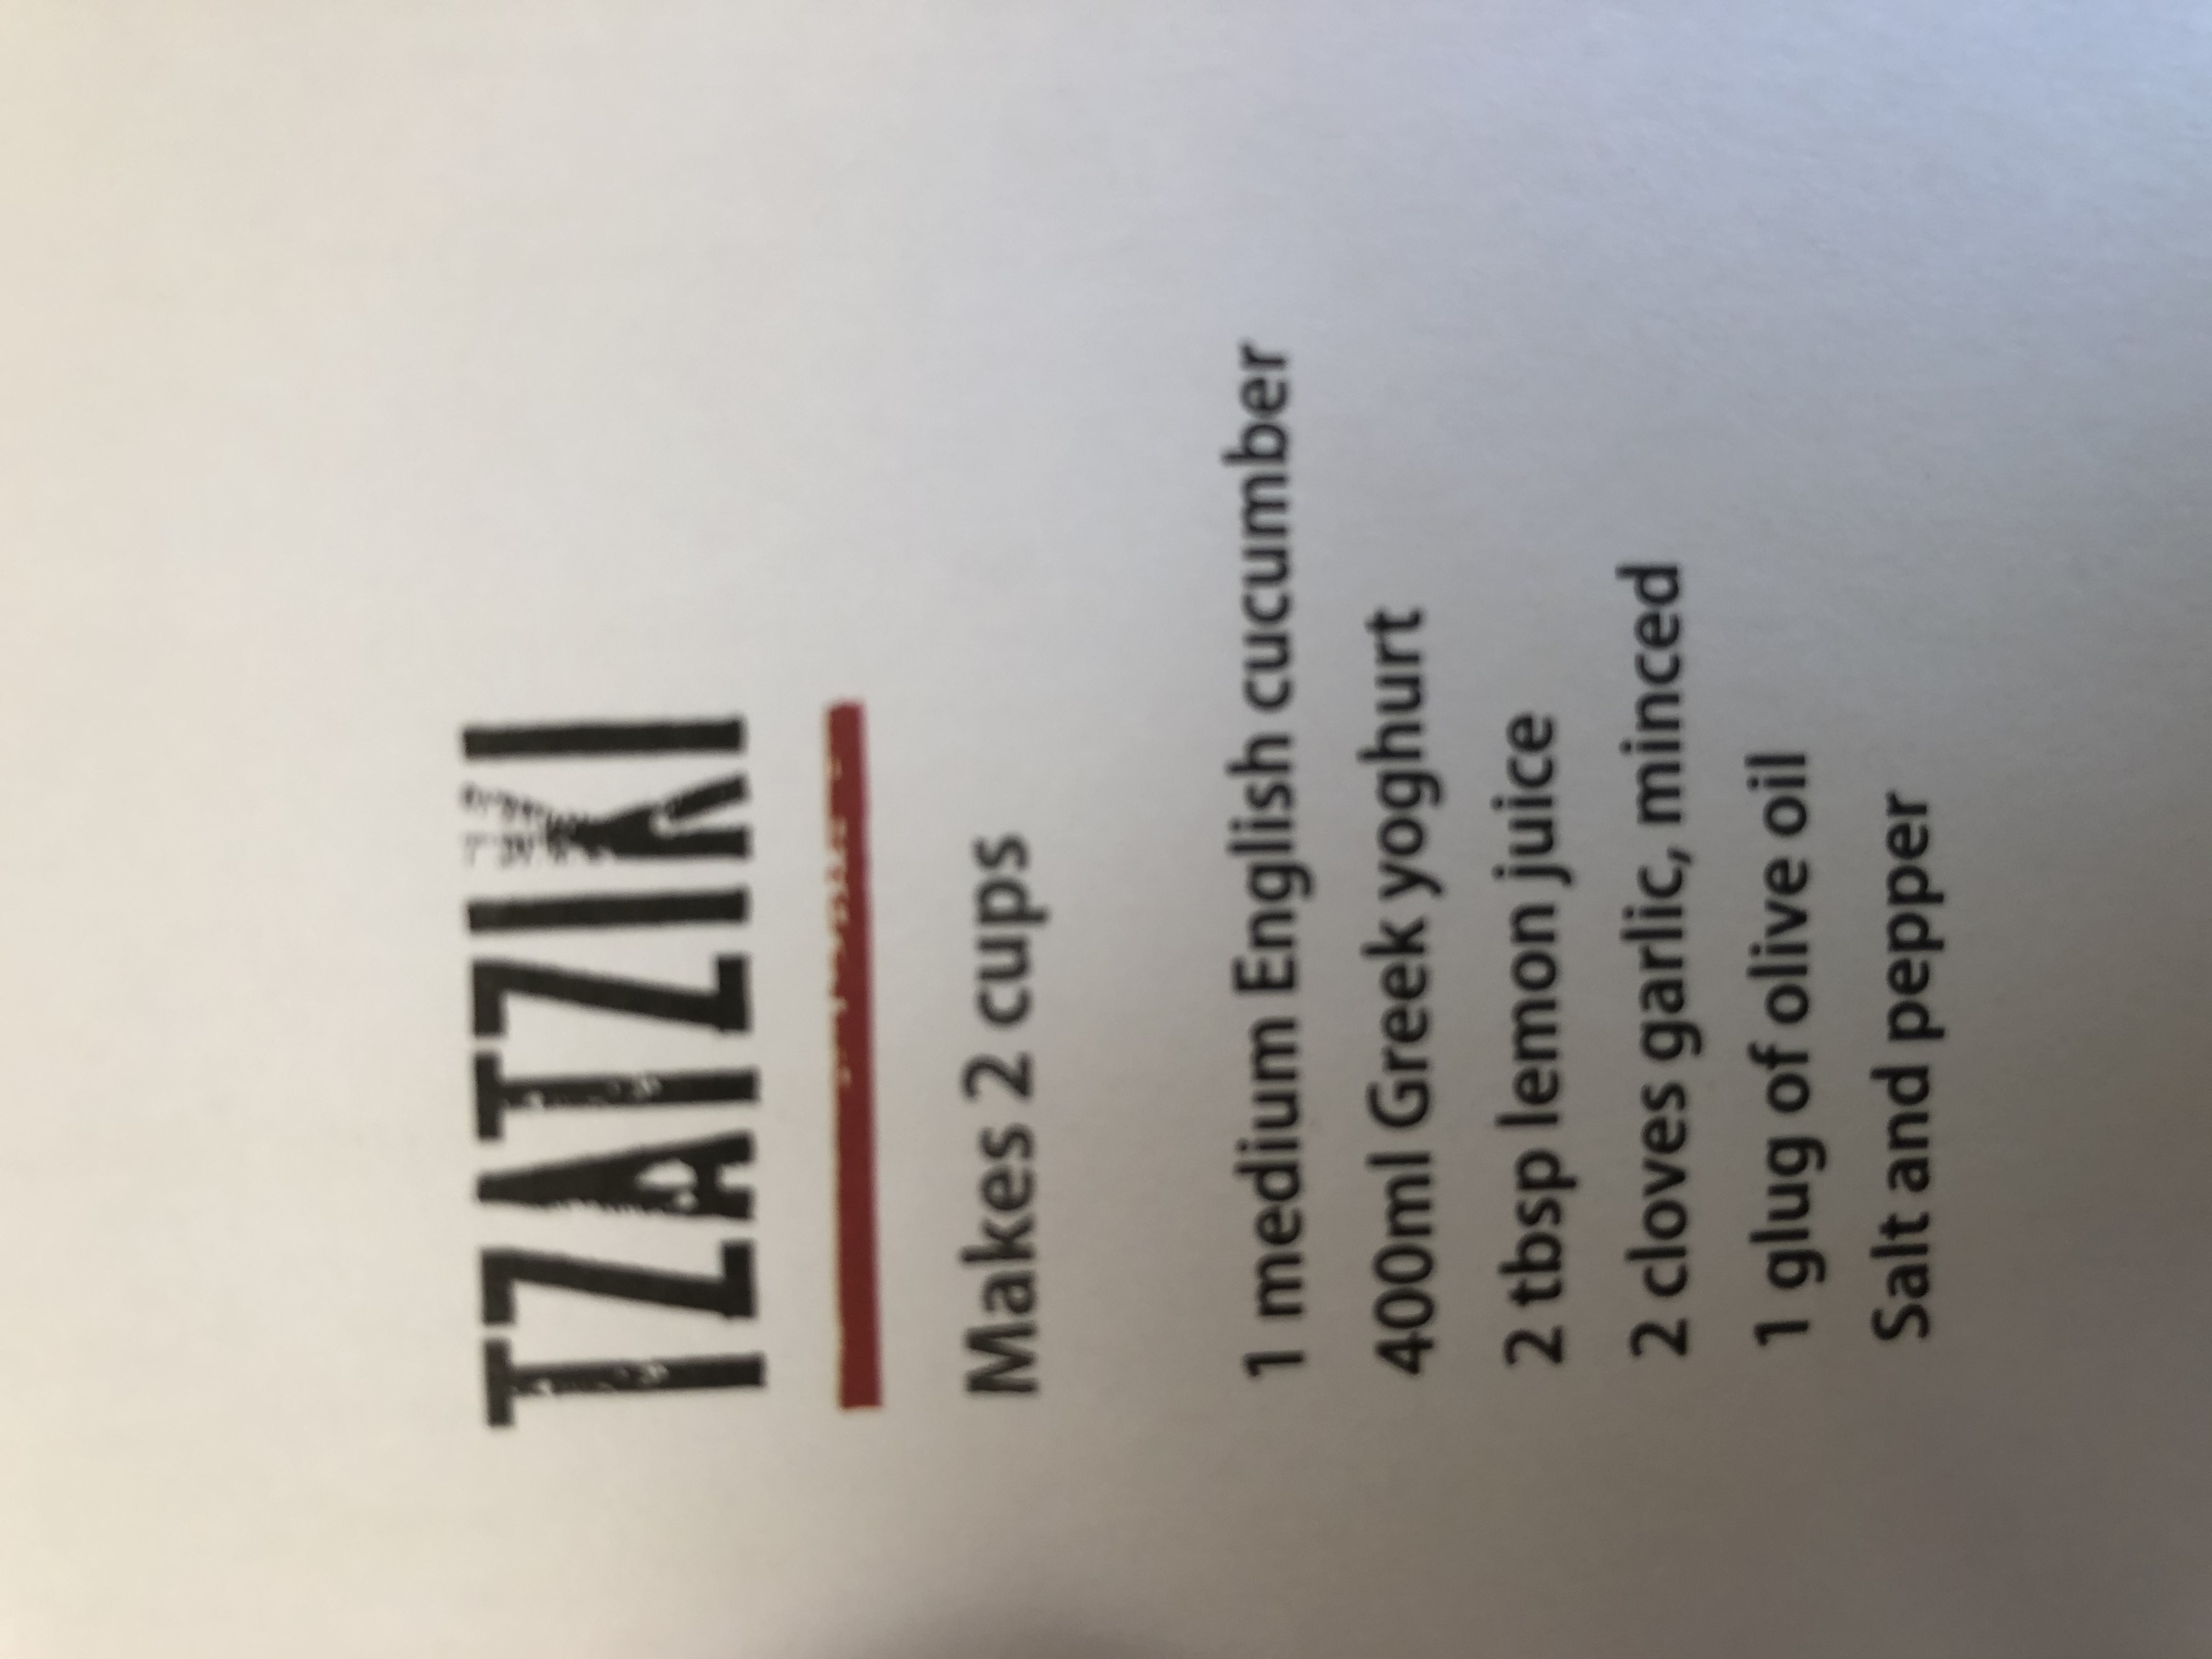 TZATZIKI
Makes 2 cups
1 medium English cucumber
400ml Greek yoghurt
2 tbsp lemon juice
2 cloves garlic, minced
1 glug of olive oil
Salt and pepper